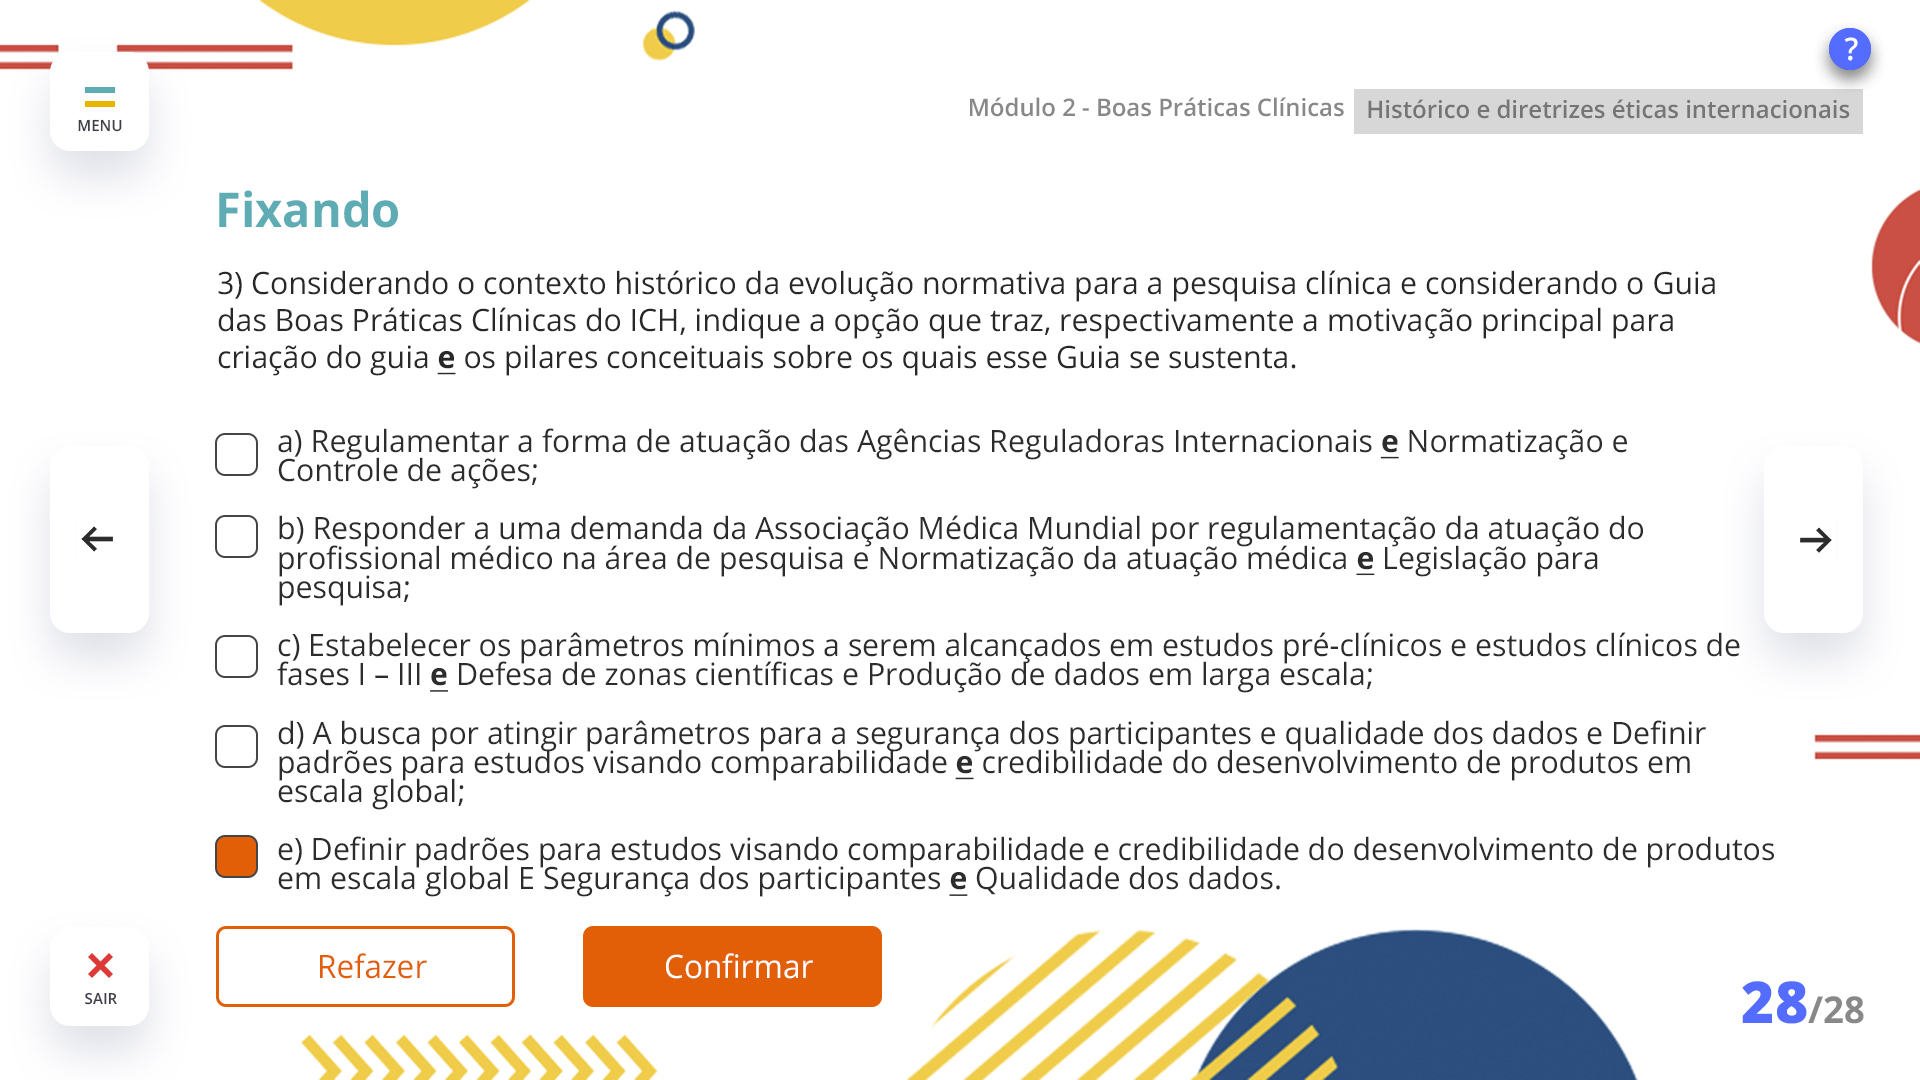 ?
MENU
Módulo 2 - Boas Práticas Clínicas
Histórico e diretrizes éticas internacionais
Fixando
3) Considerando o contexto histórico da evolução normativa para a pesquisa clínica e considerando o Guia
das Boas Práticas Clínicas do ICH, indique a opção que traz, respectivamente a motivação principal para
criação do guia e os pilares conceituais sobre os quais esse Guia se sustenta.
a) Regulamentar a forma de atuação das Agências Reguladoras Internacionais e Normatização e
Controle de ações;
b) Responder a uma demanda da Associação Médica Mundial por regulamentação da atuação do
profissional médico na área de pesquisa e Normatização da atuação médica e Legislação para
pesquisa;
c) Estabelecer os parâmetros mínimos a serem alcançados em estudos pré-clínicos e estudos clínicos de
fases I – III e Defesa de zonas científicas e Produção de dados em larga escala;
d) A busca por atingir parâmetros para a segurança dos participantes e qualidade dos dados e Definir
padrões para estudos visando comparabilidade e credibilidade do desenvolvimento de produtos em
escala global;
e) Definir padrões para estudos visando comparabilidade e credibilidade do desenvolvimento de produtos
em escala global E Segurança dos participantes e Qualidade dos dados.
Refazer
Confirmar
SAIR
28/28